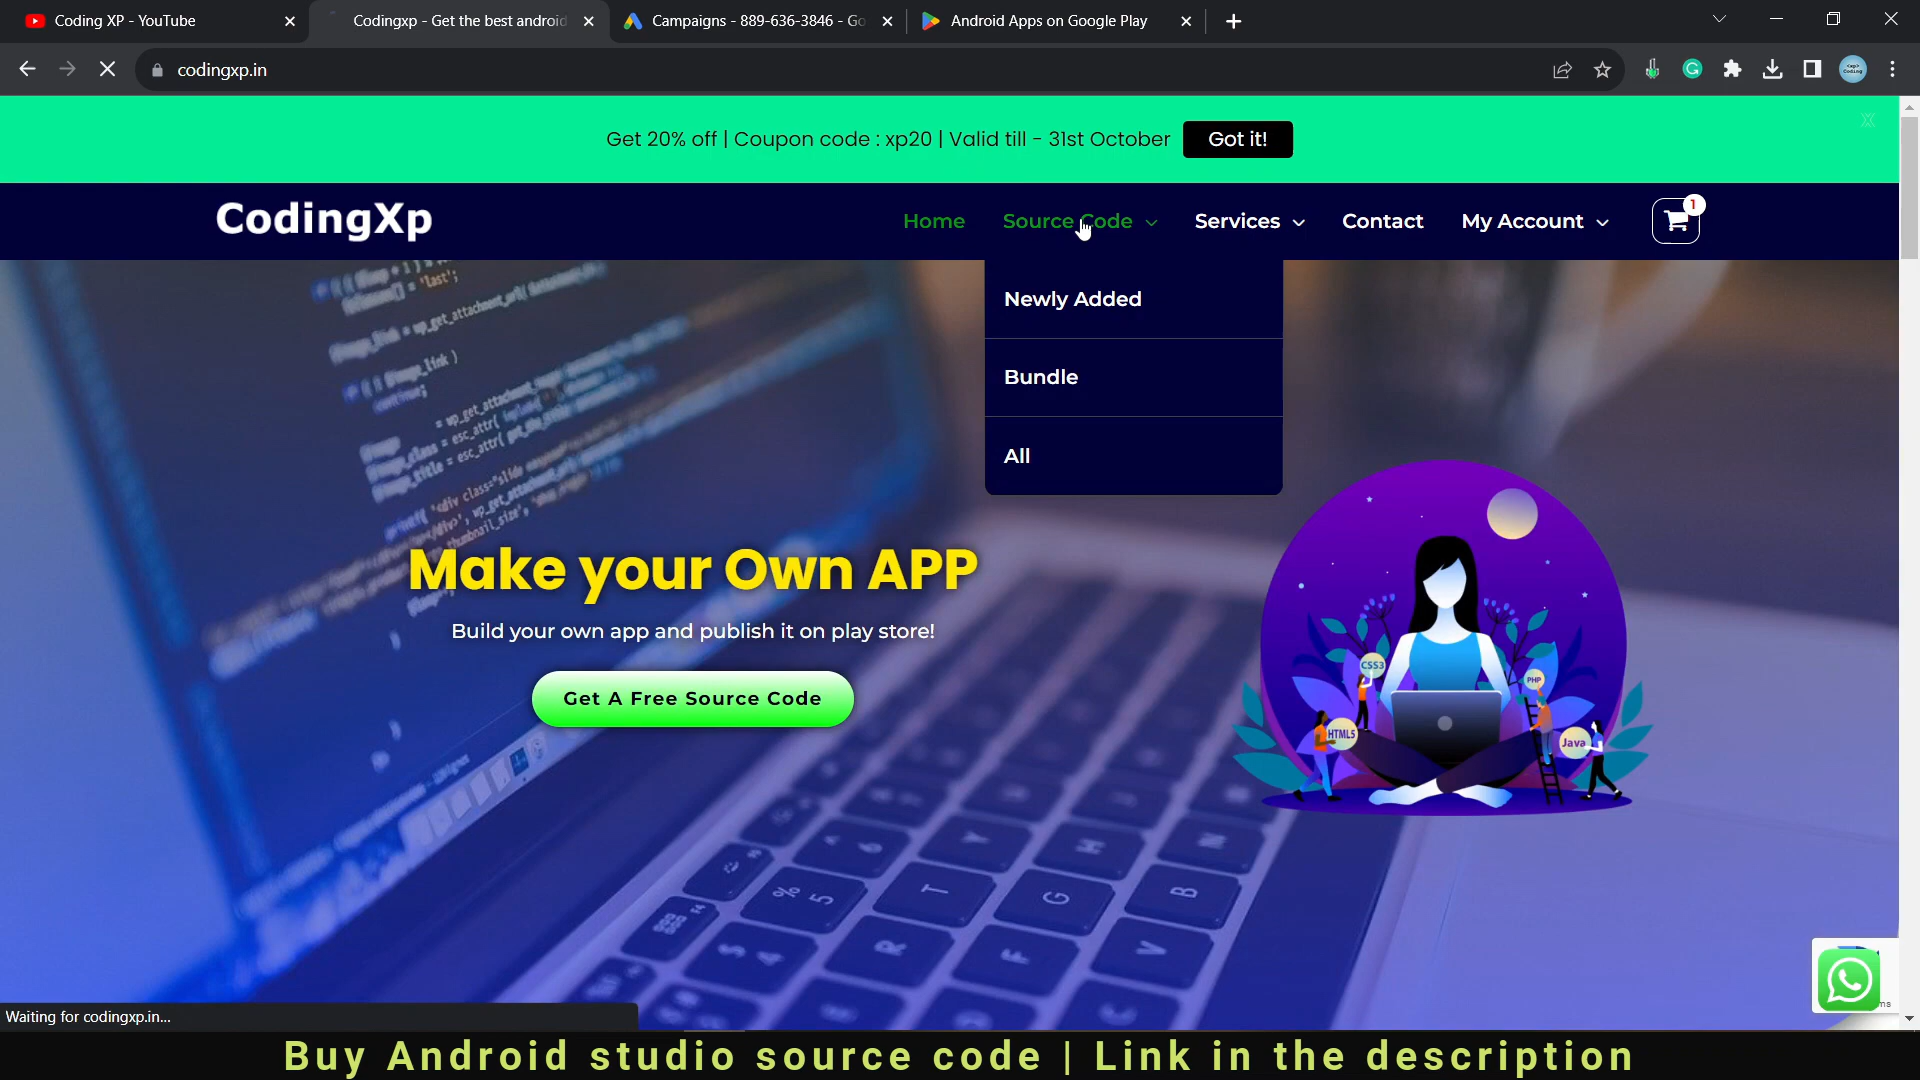 Coding XP - YouTube
Codingxp - Get the best android
Campaigns - 889-636-3846 - Go
Android Apps on Google Play
codingxp.in
Get 20% off | Coupon code : xp20 | Valid till - 31st October
Got it!
X
CodingXp
Home
Source Code
Services
Contact
My Account
1
Newly Added
Bundle
All
Make your Own APP
Build your own app and publish it on play store!
Get A Free Source Code
CSS3
PHP
HTML5
Java
Waiting for codingxp.in...
Buy Android studio source code | Link in the description